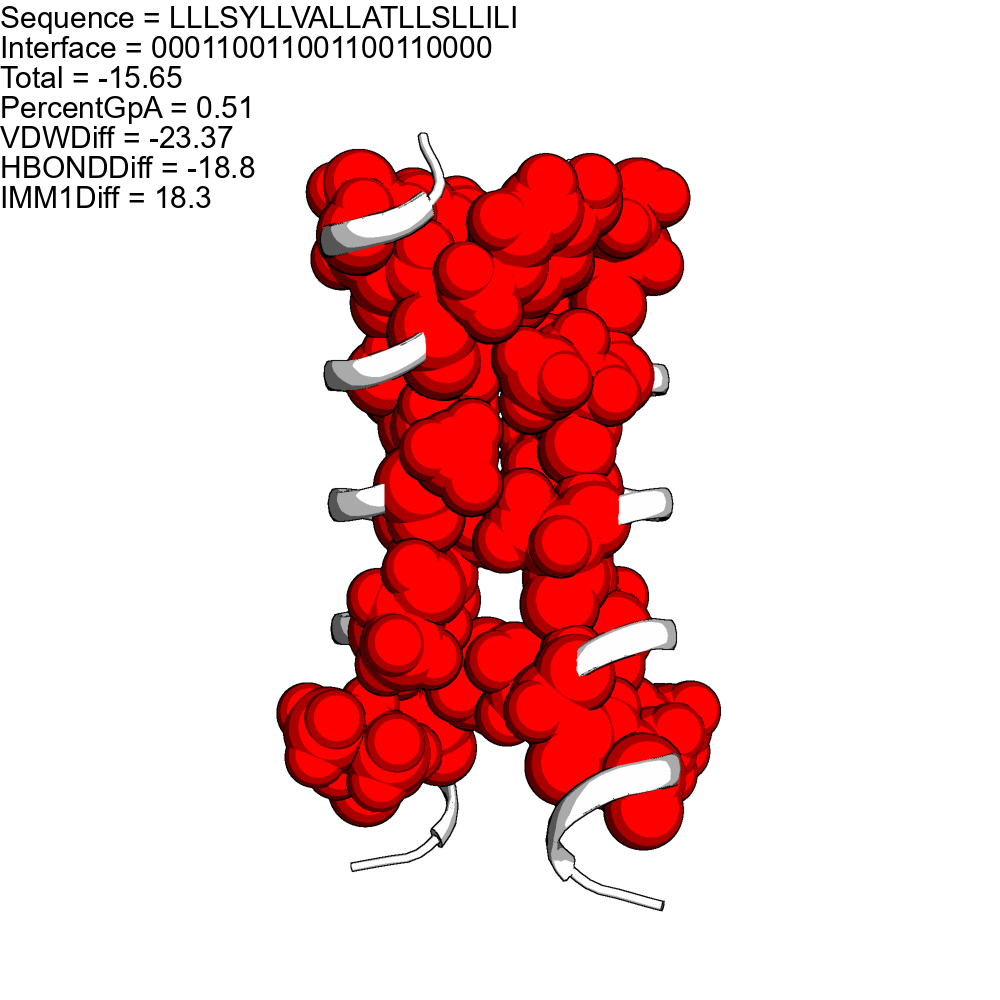 Sequence = LLLSYLLVALLATLLSLLILI
Interface = 000110011001100110000
Total = -15.65
PercentGpA = 0.51
VDWDiff = -23.37
HBONDDiff = -18.8
IMM1Diff = 18.3